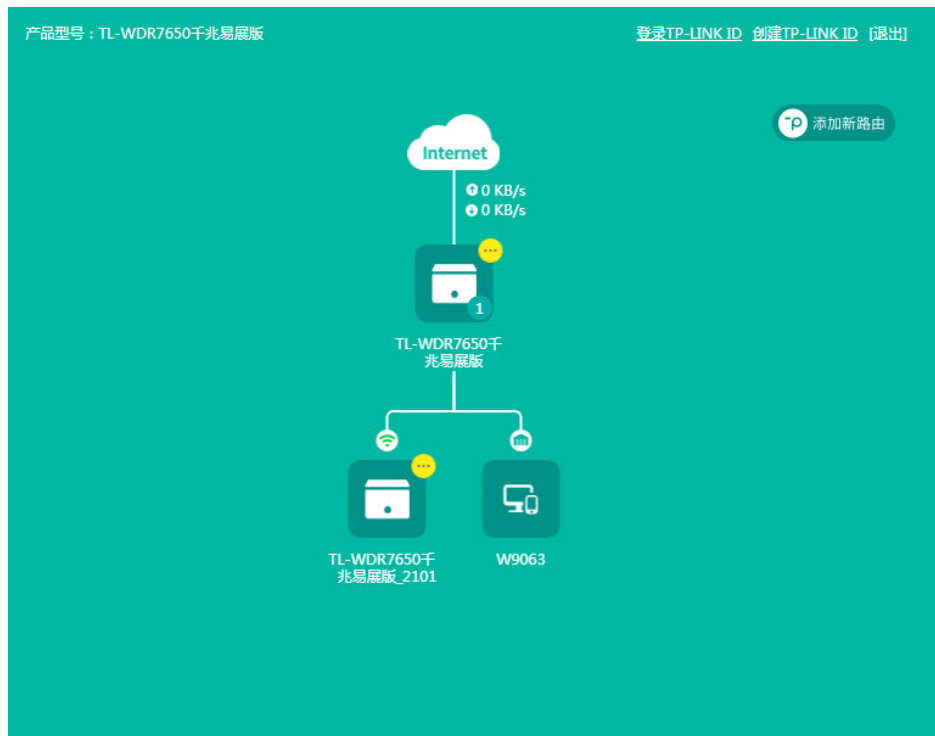 产品型号：TL-WDR7650千兆易展版
登录TP-LINK ID 创建TP-LINK ID [退出]
添加新路由
Internet
0 KB/s
0 KB/s
1
TL-WDR7650千
兆易展版
TL-WDR7650千
兆易展版_2101
W9063